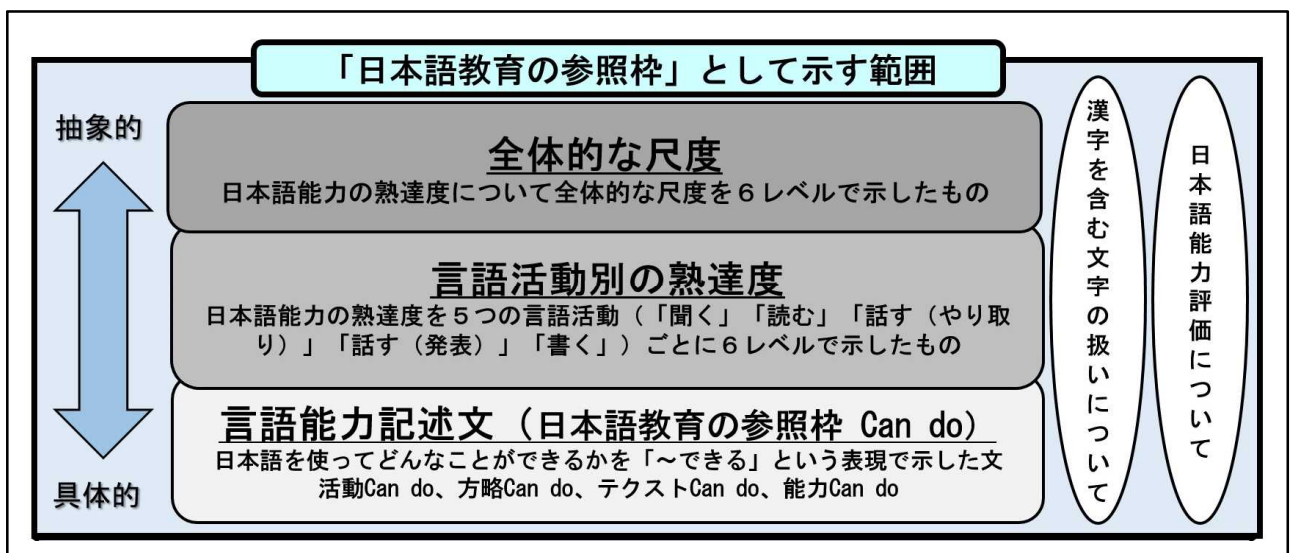 「日本語教育の参照枠」として示す範囲
抽象的
全体的な尺度
日本語能力の熟達度について全体的な尺度を６レベルで示したもの
言語活動別の熟達度
日本語能力の熟達度を５つの言語活動（「聞く」「読む」「話す（やり取
り）」「話す（発表）」「書く」）ごとに６レベルで示したもの
言語能力記述文（日本語教育の参照枠 Can do）
日本語を使ってどんなことができるかを「～できる」という表現で示した文
活動Can do、方略Can do、テクストCan do、能力Can do
具体的
漢字を含む文字の扱いについて
日本語能力評価について